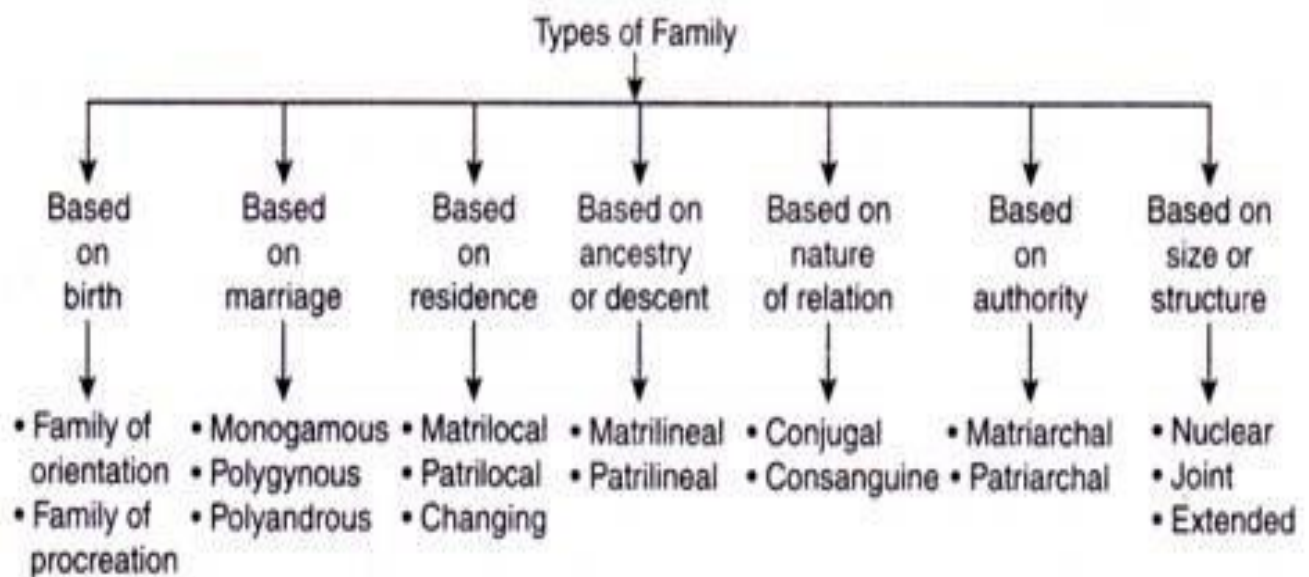 Types of Family
Based
on
birth
Based
on
marriage
Based
on
residence
Based on
ancestry
or descent
Based on
nature
of relation
Based
on
authority
Based on
size or
structure
• Family of
orientation
• Family of
procreation
• Monogamous
• Polygynous
• Polyandrous
• Matrilocal
• Patrilocal
• Changing
• Matrilineal
• Patrilineal
• Conjugal
• Consanguine
• Matriarchal
• Patriarchal
• Nuclear
• Joint
• Extended